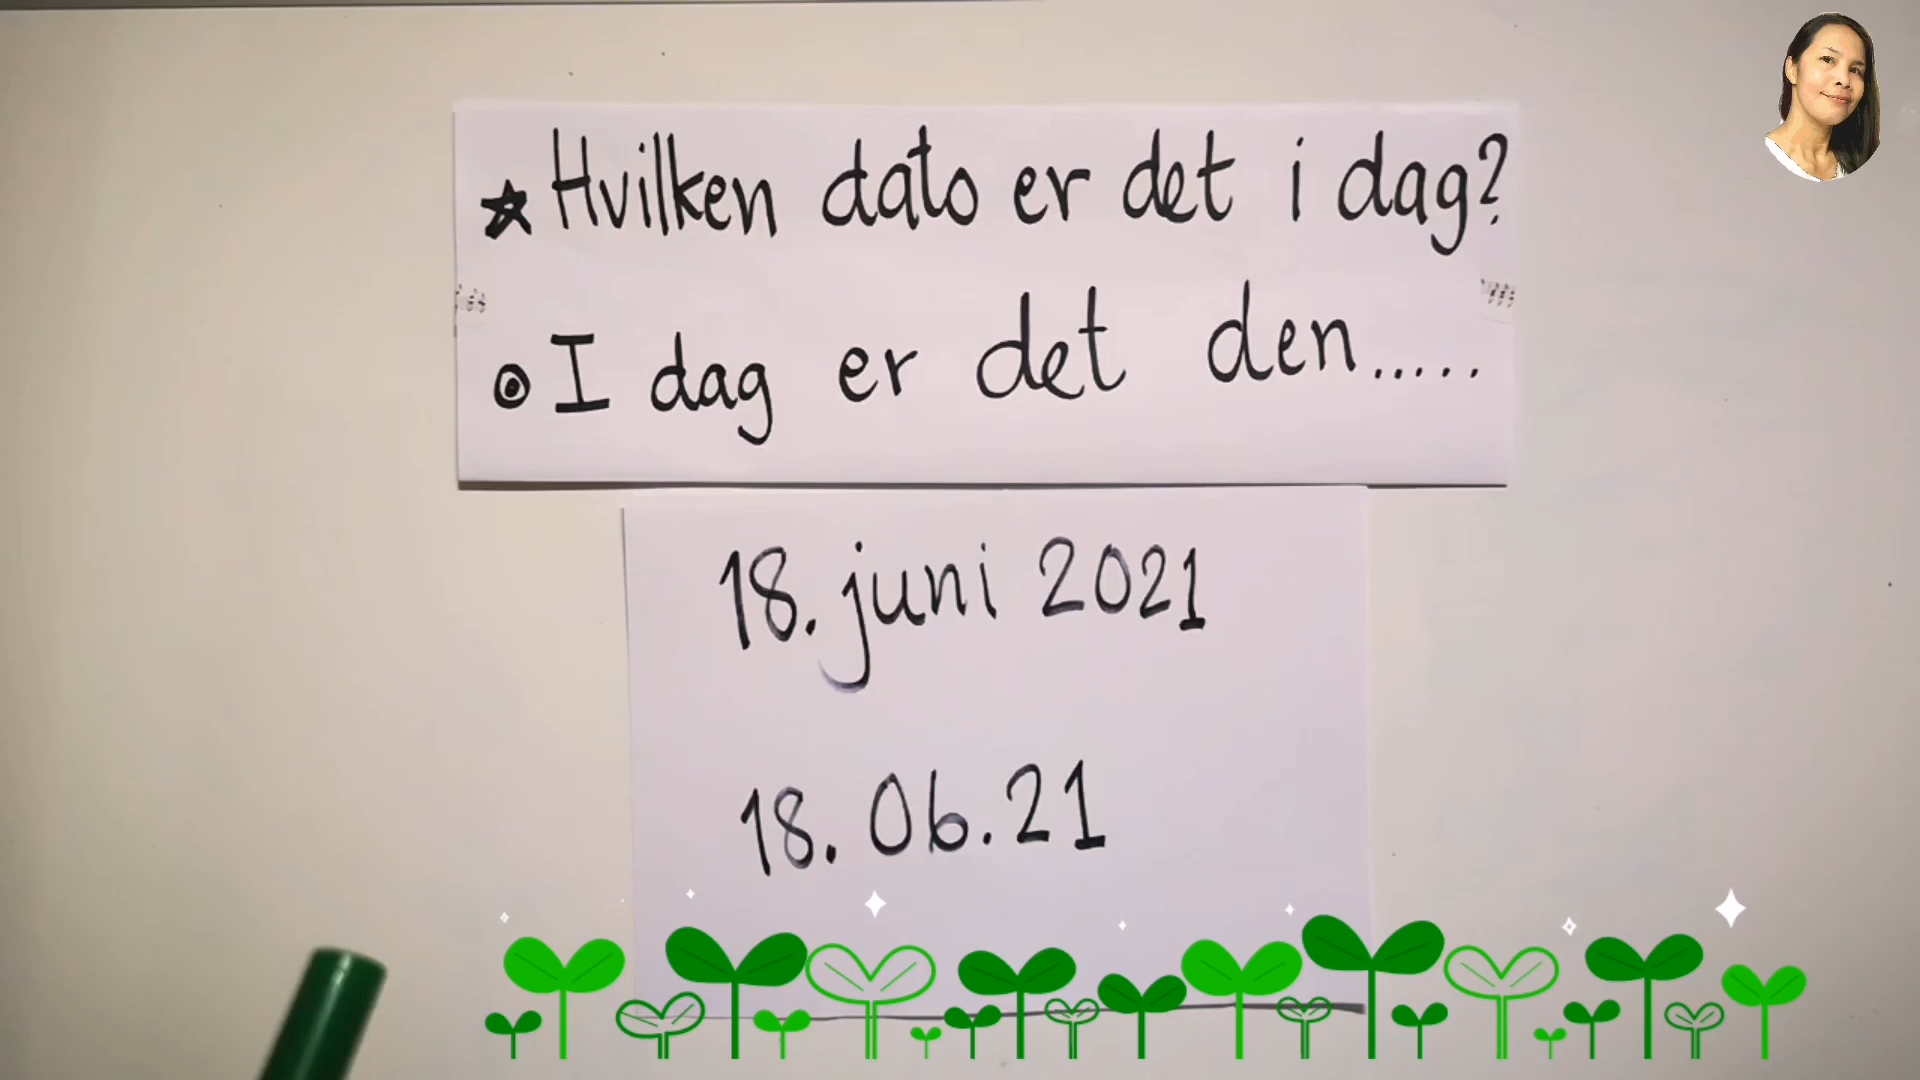 Hvilken dato er det i dag?
I dag er det den.....
18. juni 2021
18.06.21